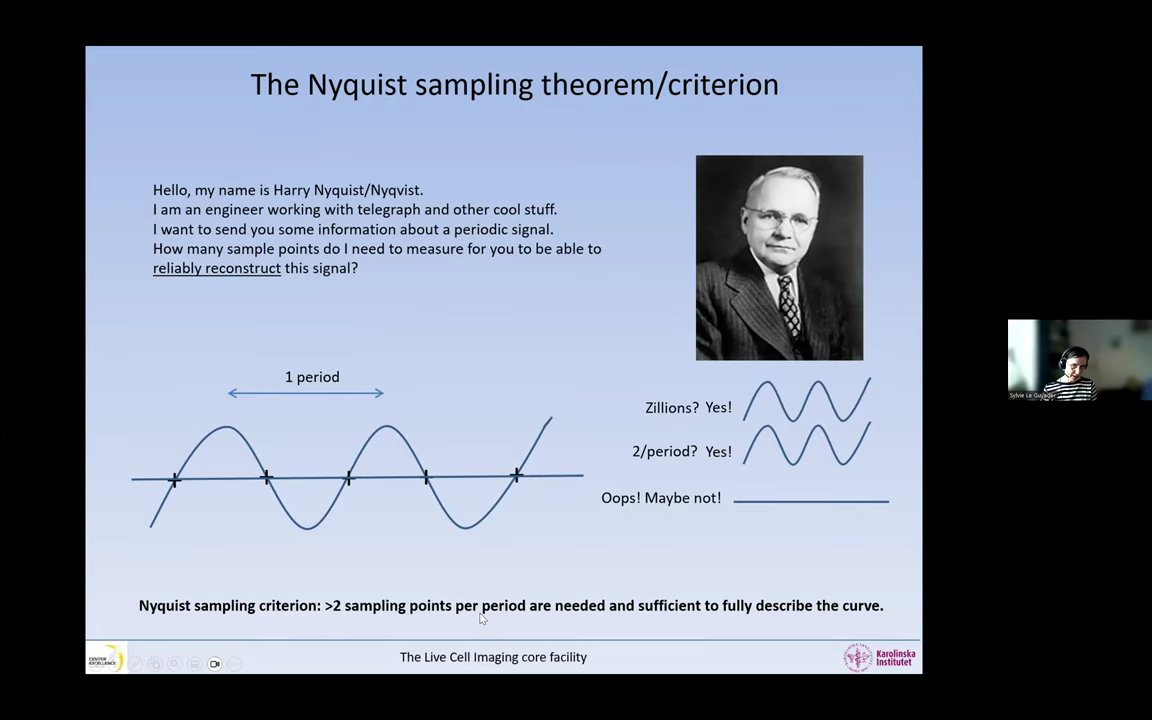 The Nyquist sampling theorem/criterion
Hello, my name is Harry Nyquist/Nyqvist.
I am an engineer working with telegraph and other cool stuff.
I want to send you some information about a periodic signal.
How many sample points do I need to measure for you to be able to
reliably reconstruct this signal?
1 period
Zillions? Yes!
2/period? Yes!
Oops! Maybe not!
Nyquist sampling criterion: >2 sampling points per period are needed and sufficient to fully describe the curve.
The Live Cell Imaging core facility
Karolinska
Institutet
Sylvie Le Guyader